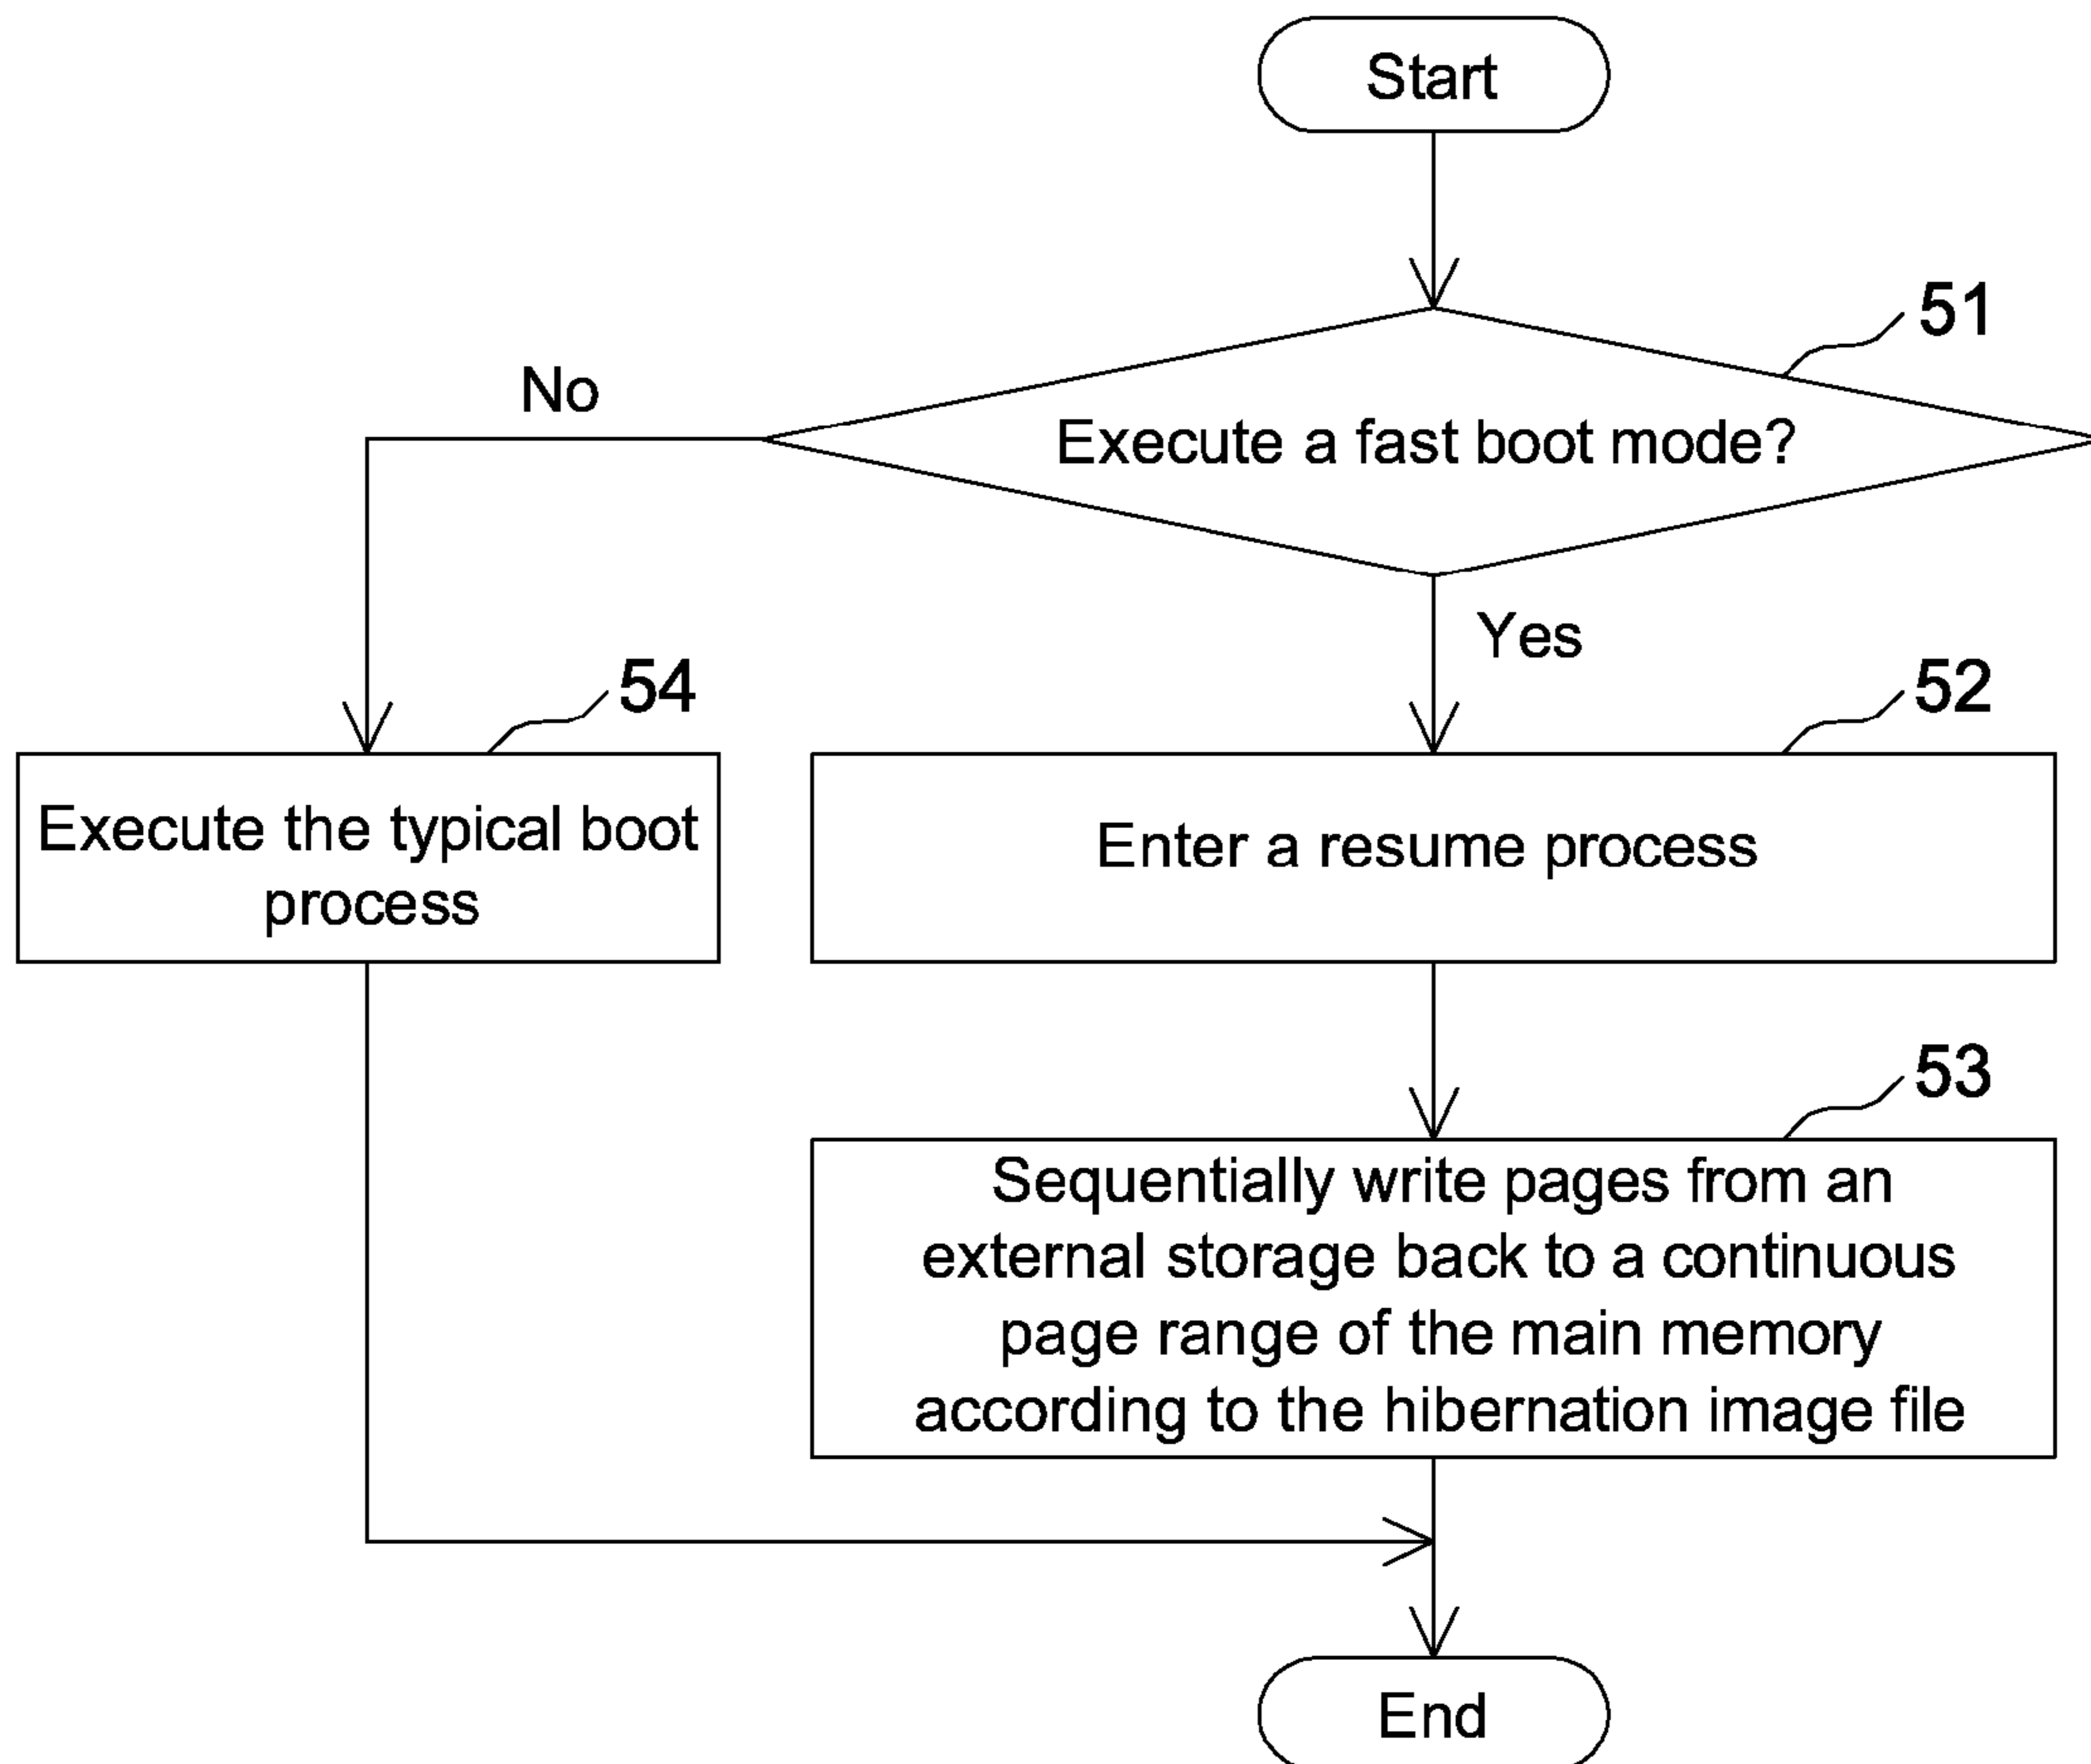 Start
51
No
Execute a fast boot mode?
Yes
54
52
Execute the typical boot
process
Enter a resume process
53
Sequentially write pages from an
external storage back to a continuous
page range of the main memory
according to the hibernation image file
End